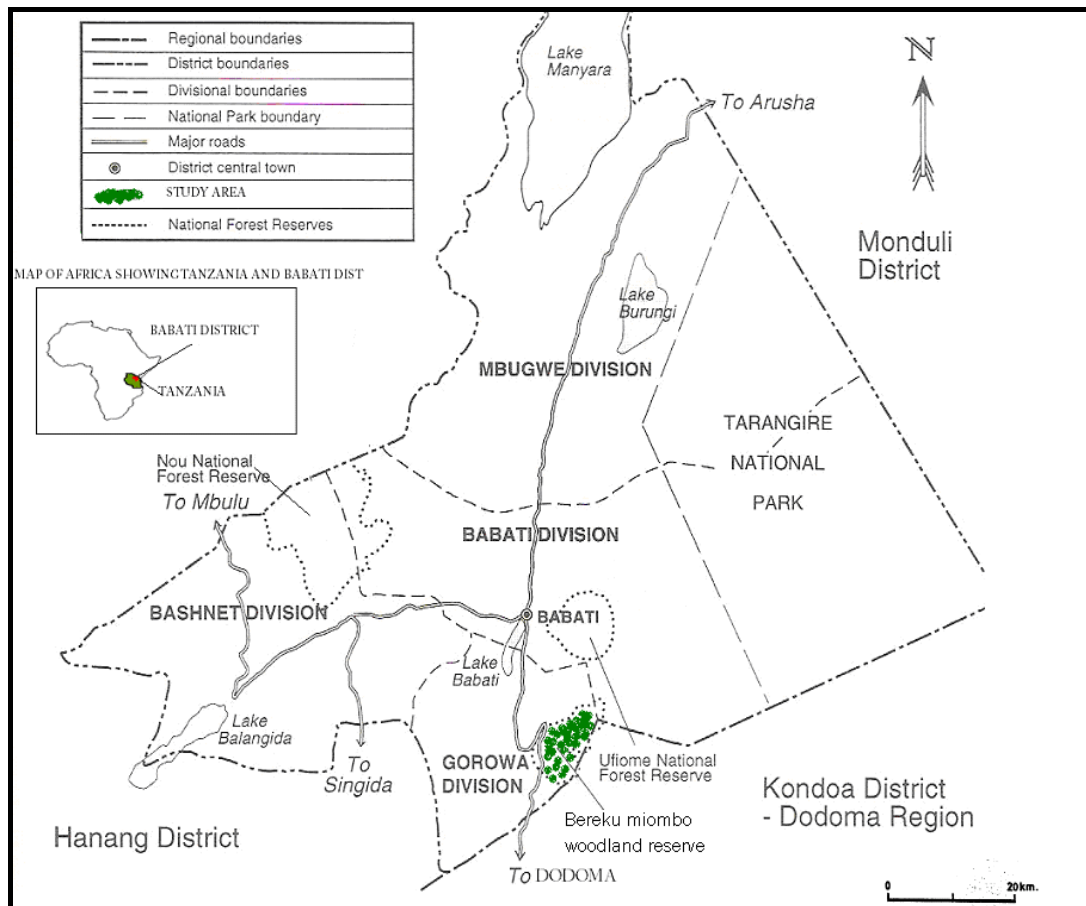 Regional boundaries
District boundaries
Divisional boundaries
National Park boundary
Major roads
District central town
STUDY AREA
National Forest Reserves
MAP OF AFRICA SHOWING TANZANIA AND BABATI DIST
BABATI DISTRICT
TANZANIA
Lake
Manyara
To Arusha
N
Monduli
District
Lake
Burungi
MBUGWE DIVISION
TARANGIRE
NATIONAL
PARK
Nou National
Forest Reserve
To Mbulu
BABATI DIVISION
BASHNET DIVISION
BABATI
Lake
Babati
Lake
Balangida
To
Singida
GOROWA
DIVISION
Ufiome National
Forest Reserve
Bereku miombo
woodland reserve
Kondoa District
- Dodoma Region
Hanang District
To DODOMA
0 20km.